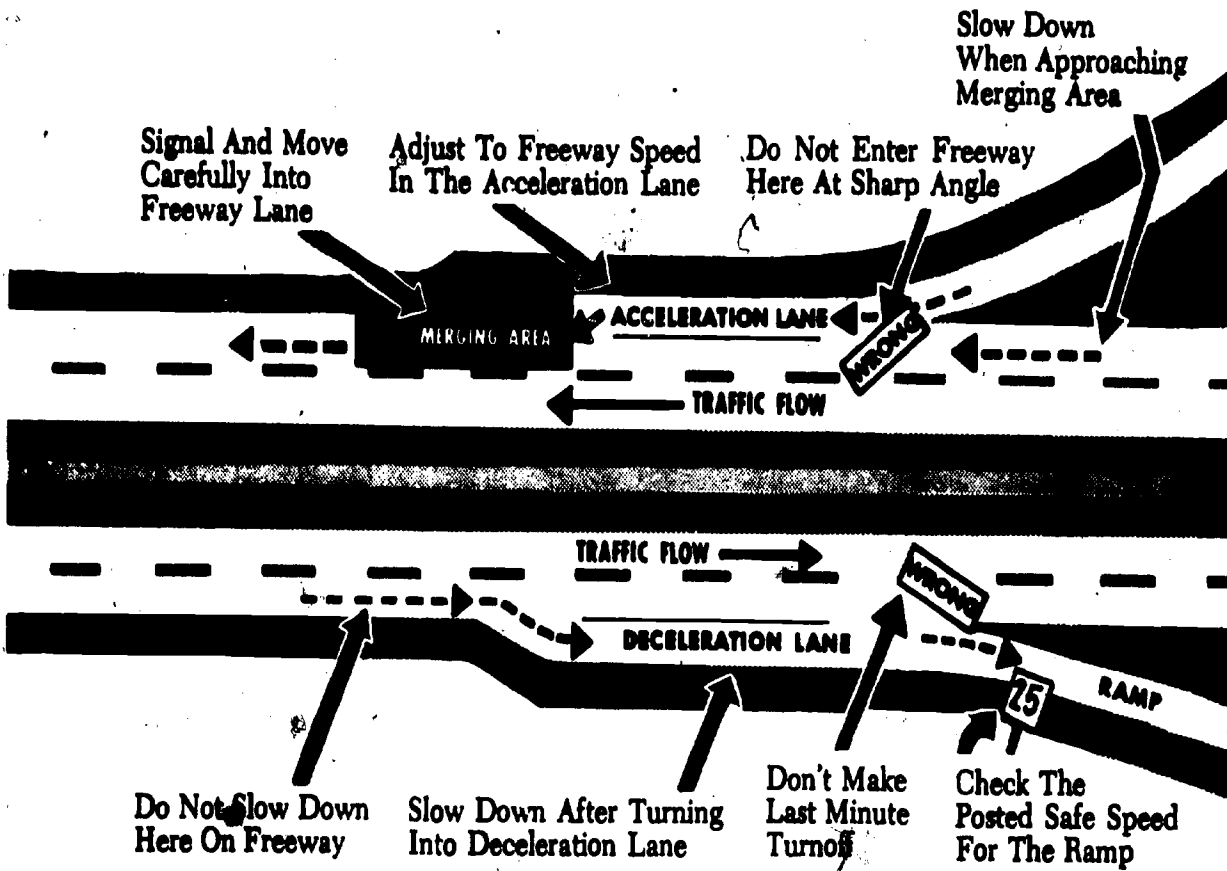 Slow Down
When Approaching
Merging Area
Signal And Move
Carefully Into
Freeway Lane
Adjust To Freeway Speed
In The Acceleration Lane
Do Not Enter Freeway
Here At Sharp Angle
ACCELERATION LANE
MERGING AREA
WRONG
TRAFFIC FLOW
TRAFFIC FLOW
WRONG
DECELERATION LANE
RAMP
25
Do Not Slow Down
Here On Freeway
Slow Down After Turning
Into Deceleration Lane
Don't Make
Last Minute
Turnoff
Check The
Posted Safe Speed
For The Ramp